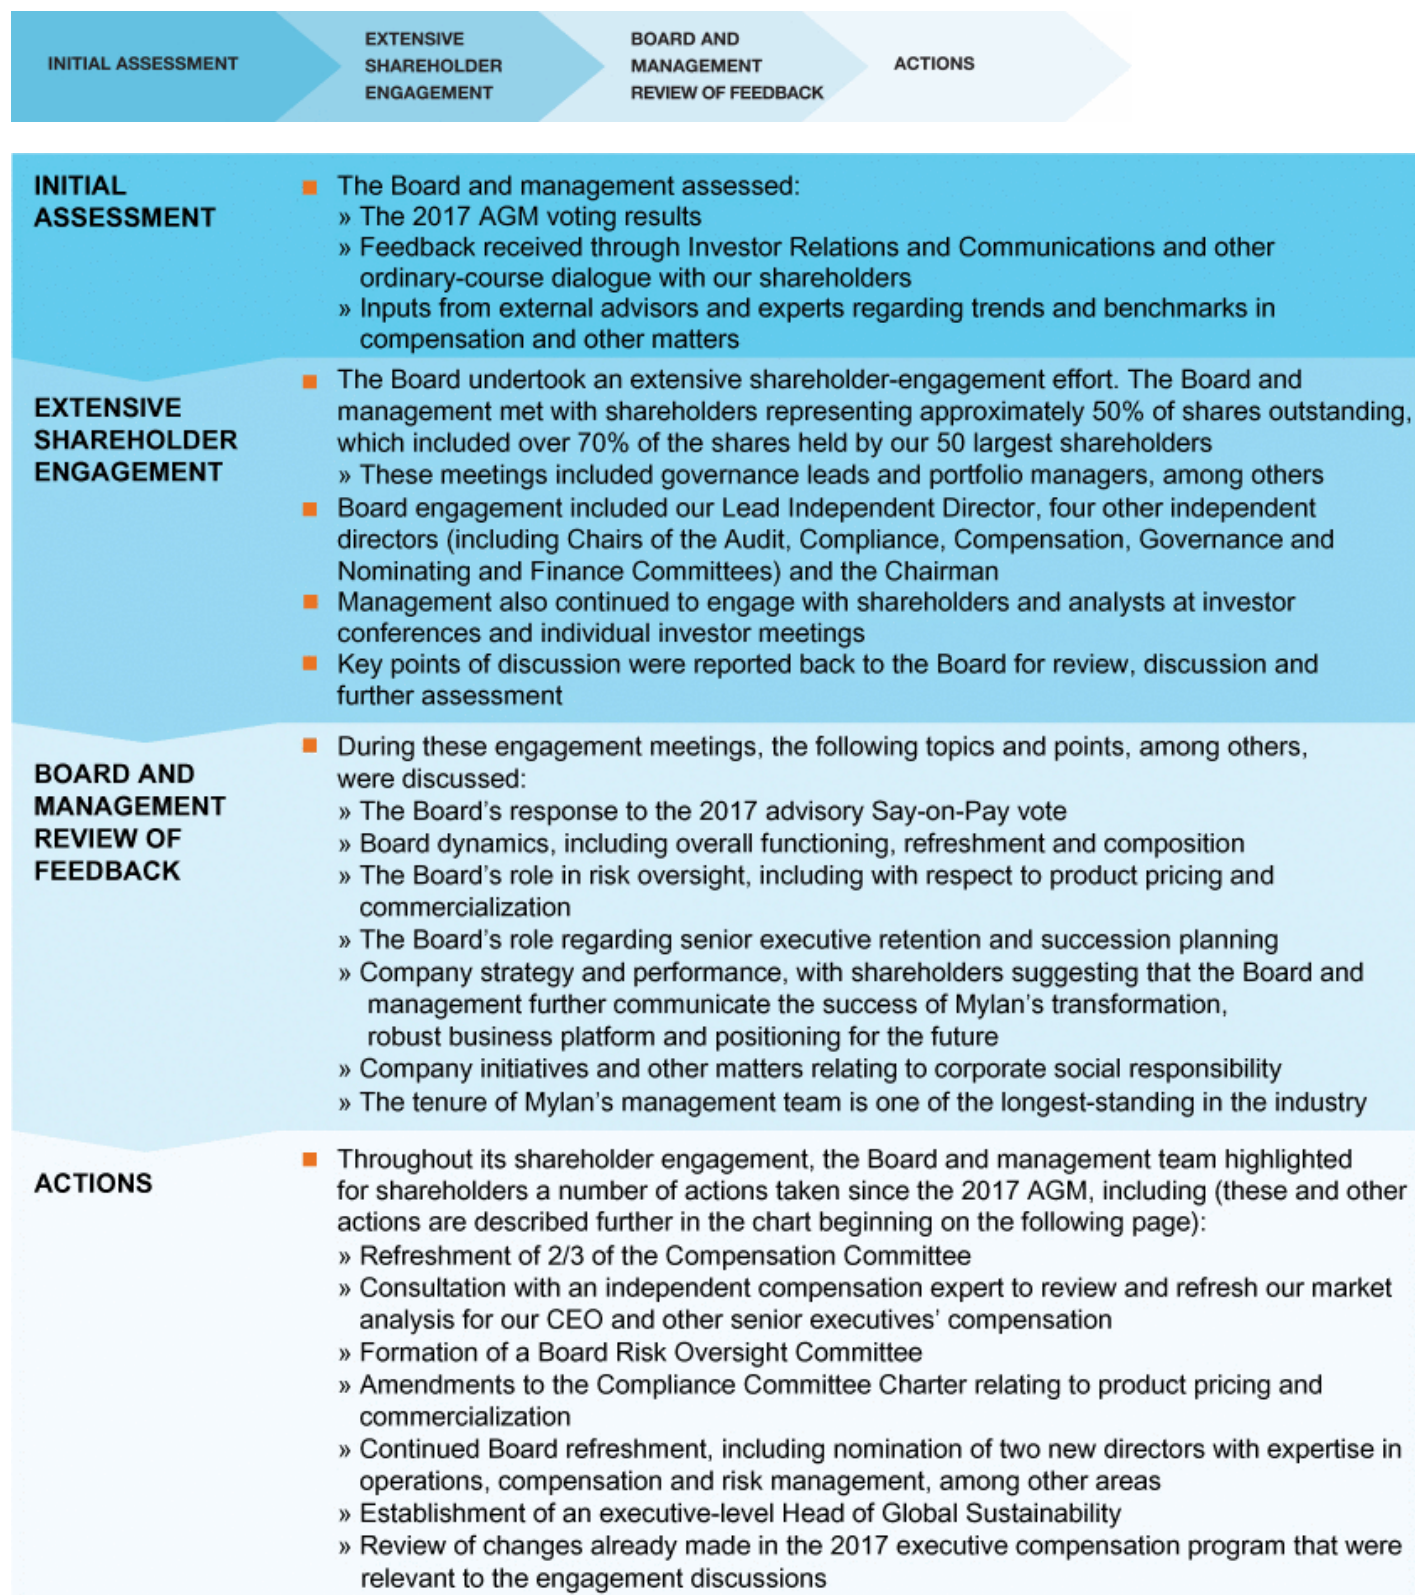 INITIAL ASSESSMENT
EXTENSIVE
SHAREHOLDER
ENGAGEMENT
BOARD AND
MANAGEMENT
REVIEW OF FEEDBACK
ACTIONS
INITIAL
ASSESSMENT
■ The Board and management assessed:
» The 2017 AGM voting results
» Feedback received through Investor Relations and Communications and other
ordinary-course dialogue with our shareholders
» Inputs from external advisors and experts regarding trends and benchmarks in
compensation and other matters
EXTENSIVE
SHAREHOLDER
ENGAGEMENT
■ The Board undertook an extensive shareholder-engagement effort. The Board and
management met with shareholders representing approximately 50% of shares outstanding,
which included over 70% of the shares held by our 50 largest shareholders
» These meetings included governance leads and portfolio managers, among others
■ Board engagement included our Lead Independent Director, four other independent
directors (including Chairs of the Audit, Compliance, Compensation, Governance and
Nominating and Finance Committees) and the Chairman
■ Management also continued to engage with shareholders and analysts at investor
conferences and individual investor meetings
■ Key points of discussion were reported back to the Board for review, discussion and
further assessment
BOARD AND
MANAGEMENT
REVIEW OF
FEEDBACK
■ During these engagement meetings, the following topics and points, among others,
were discussed:
» The Board’s response to the 2017 advisory Say-on-Pay vote
» Board dynamics, including overall functioning, refreshment and composition
» The Board’s role in risk oversight, including with respect to product pricing and
commercialization
» The Board’s role regarding senior executive retention and succession planning
» Company strategy and performance, with shareholders suggesting that the Board and
management further communicate the success of Mylan’s transformation,
robust business platform and positioning for the future
» Company initiatives and other matters relating to corporate social responsibility
» The tenure of Mylan’s management team is one of the longest-standing in the industry
ACTIONS
■ Throughout its shareholder engagement, the Board and management team highlighted
for shareholders a number of actions taken since the 2017 AGM, including (these and other
actions are described further in the chart beginning on the following page):
» Refreshment of 2/3 of the Compensation Committee
» Consultation with an independent compensation expert to review and refresh our market
analysis for our CEO and other senior executives’ compensation
» Formation of a Board Risk Oversight Committee
» Amendments to the Compliance Committee Charter relating to product pricing and
commercialization
» Continued Board refreshment, including nomination of two new directors with expertise in
operations, compensation and risk management, among other areas
» Establishment of an executive-level Head of Global Sustainability
» Review of changes already made in the 2017 executive compensation program that were
relevant to the engagement discussions